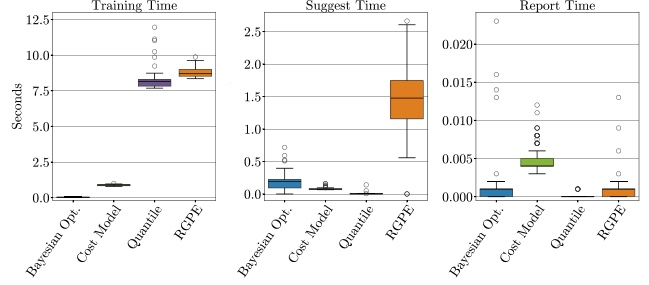 Training Time
Suggest Time
Report Time
Seconds
12.5
10.0
7.5
5.0
2.5
0.0
2.5
2.0
1.5
1.0
0.5
0.0
0.020
0.015
0.010
0.005
0.000
Bayesian Opt.
Cost Model
Quantile
RGPE
Bayesian Opt.
Cost Model
Quantile
RGPE
Bayesian Opt.
Cost Model
Quantile
RGPE